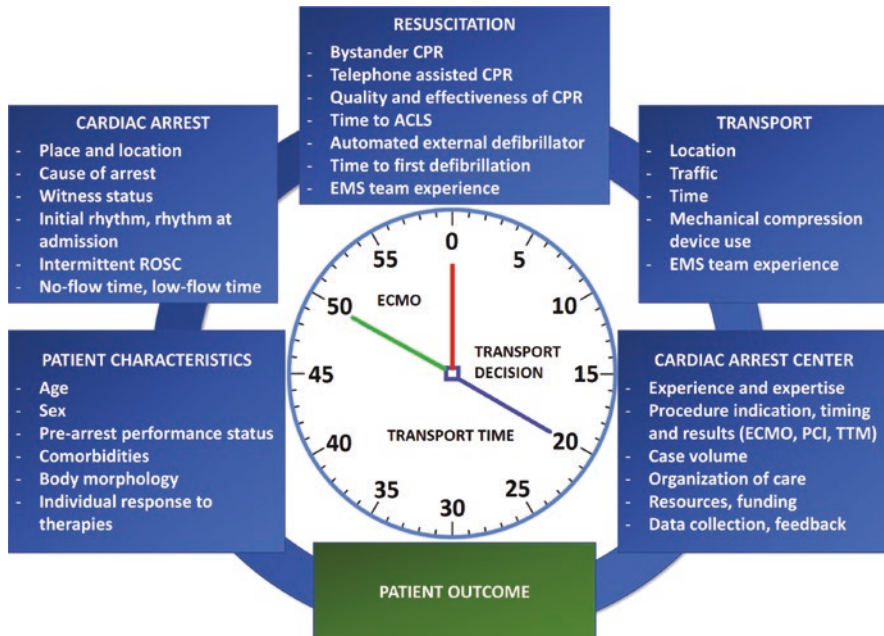 RESUSCITATION
- Bystander CPR
- Telephone assisted CPR
- Quality and effectiveness of CPR
- Time to ACLS
- Automated external defibrillator
- Time to first defibrillation
- EMS team experience
CARDIAC ARREST
- Place and location
- Cause of arrest
- Witness status
- Initial rhythm, rhythm at
admission
- Intermittent ROSC
- No-flow time, low-flow time
TRANSPORT
- Location
- Traffic
- Time
- Mechanical compression
device use
- EMS team experience
0
5
10
15
20
25
30
35
40
45
50
55
ECMO
TRANSPORT
DECISION
TRANSPORT TIME
PATIENT CHARACTERISTICS
- Age
- Sex
- Pre-arrest performance status
- Comorbidities
- Body morphology
- Individual response to
therapies
CARDIAC ARREST CENTER
- Experience and expertise
- Procedure indication, timing
and results (ECMO, PCI, TTM)
- Case volume
- Organization of care
- Resources, funding
- Data collection, feedback
PATIENT OUTCOME